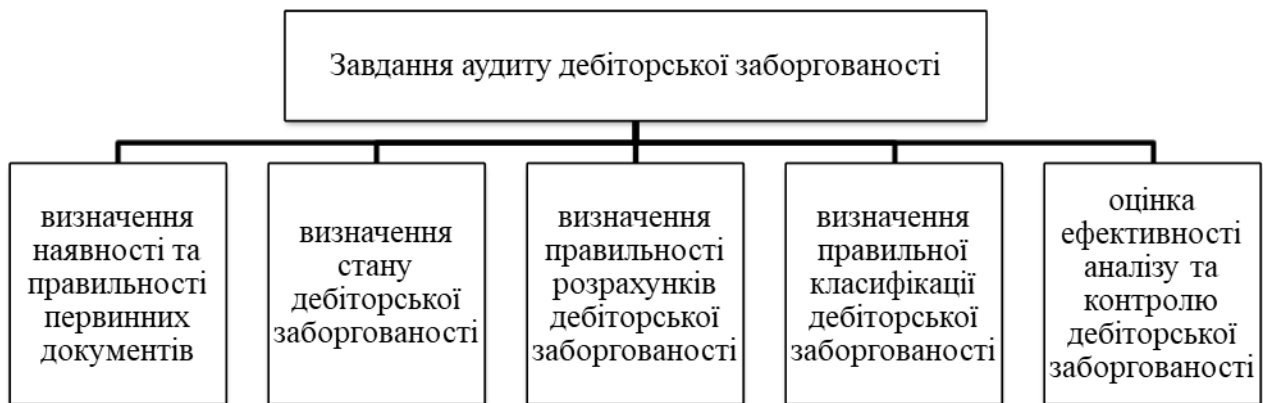 Завдання аудиту дебіторської заборгованості
визначення
наявності та
правильності
первинних
документів
визначення
стану
дебіторської
заборгованості
визначення
правильності
розрахунків
дебіторської
заборгованості
визначення
правильної
класифікації
дебіторської
заборгованості
оцінка
ефективності
аналізу та
контролю
дебіторської
заборгованості